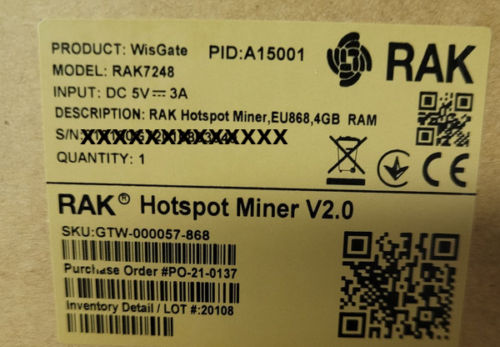 PRODUCT: WisGate PID:A15001
RAK
MODEL: RAK7248
INPUT: DC 5V⎓3A
DESCRIPTION: RAK Hotspot Miner,EU868,4GB RAM
S/N
QUANTITY: 1
CE
RAK® Hotspot Miner V2.0
SKU:GTW-000057-868
Purchase Order #PO-21-0137
Inventory Detail / LOT #:20108